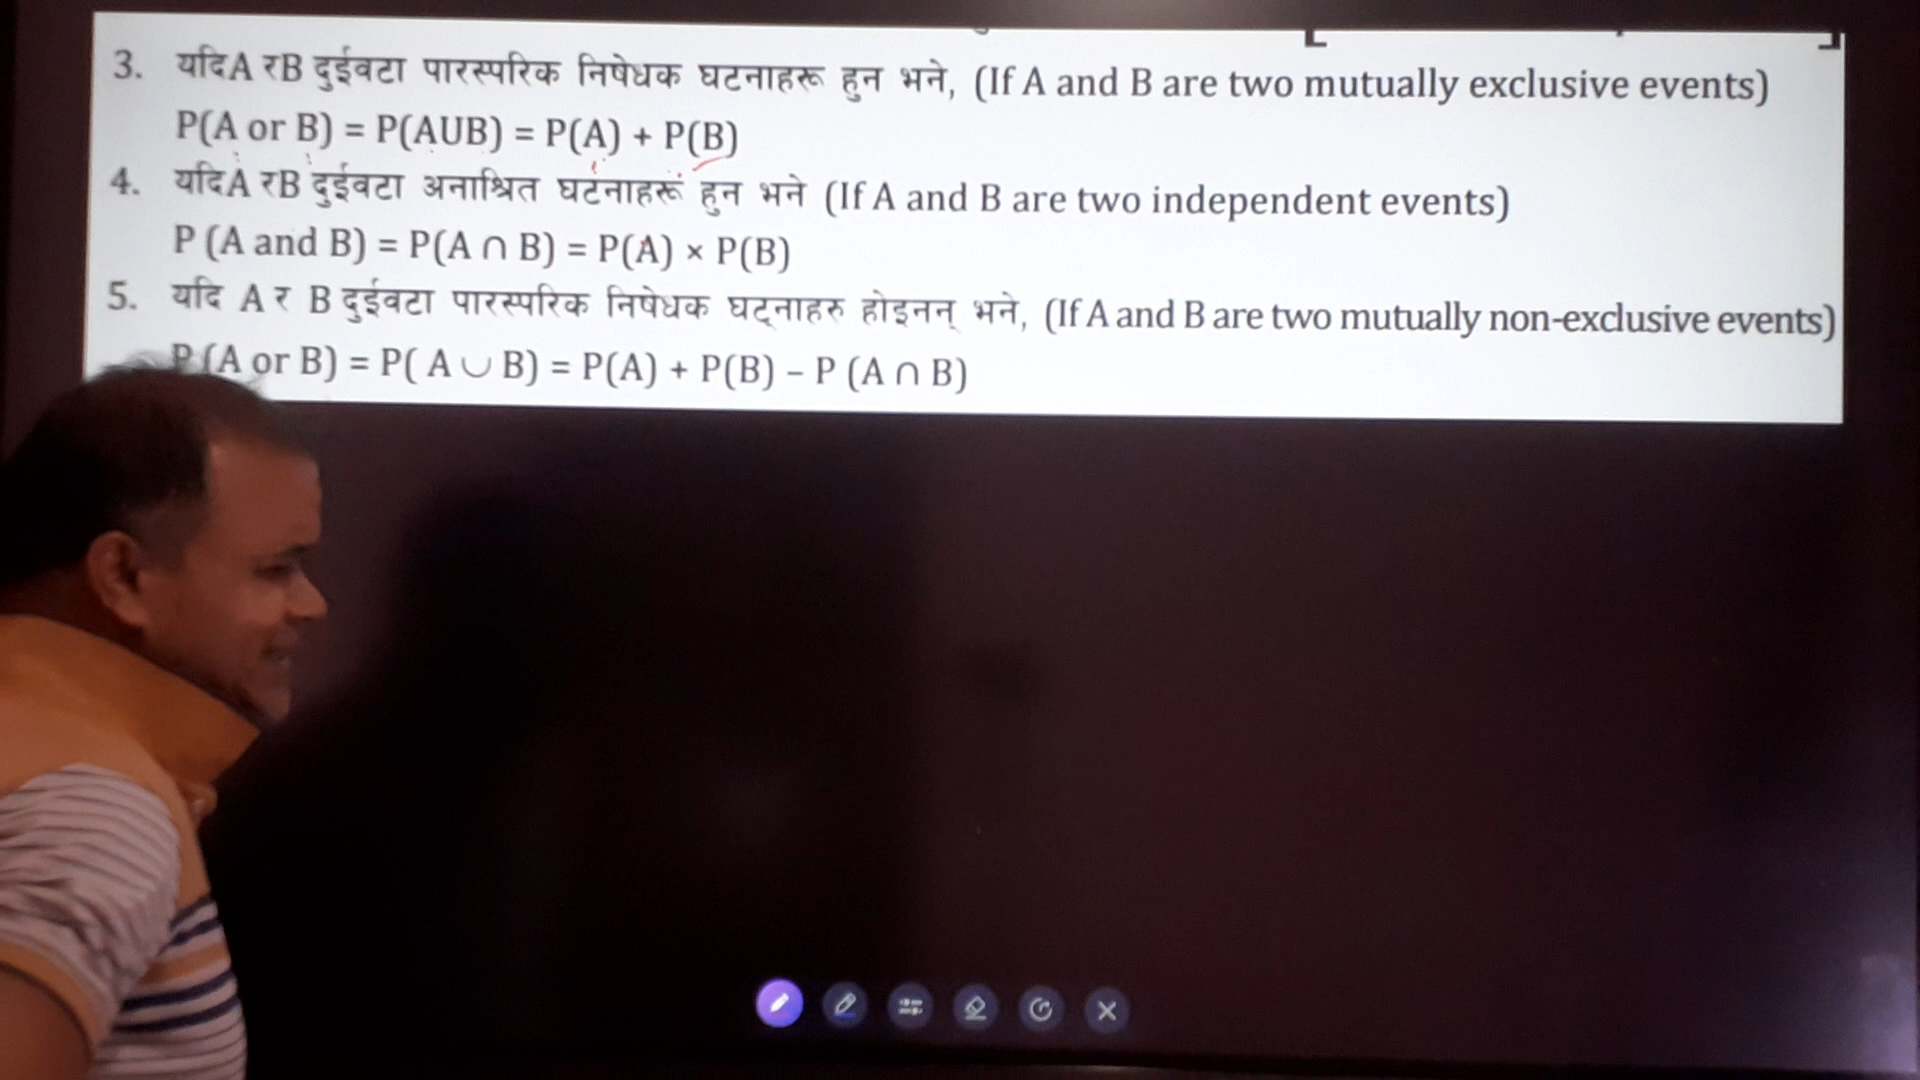 3. यदिA रB दुईवटा पारस्परिक निषेधक घटनाहरू हुन भने, (If A and B are two mutually exclusive events)
P(A or B) = P(AUB) = P(A) + P(B)
4. यदिA रB दुईवटा अनाश्रित घटनाहरू हुन भने (If A and B are two independent events)
P (A and B) = P(A ∩ B) = P(A) × P(B)
5. यदि A र B दुईवटा पारस्परिक निषेधक घट्नाहरु होइनन् भने, (If A and B are two mutually non-exclusive events)
P (A or B) = P( A ∪ B) = P(A) + P(B) – P (A ∩ B)